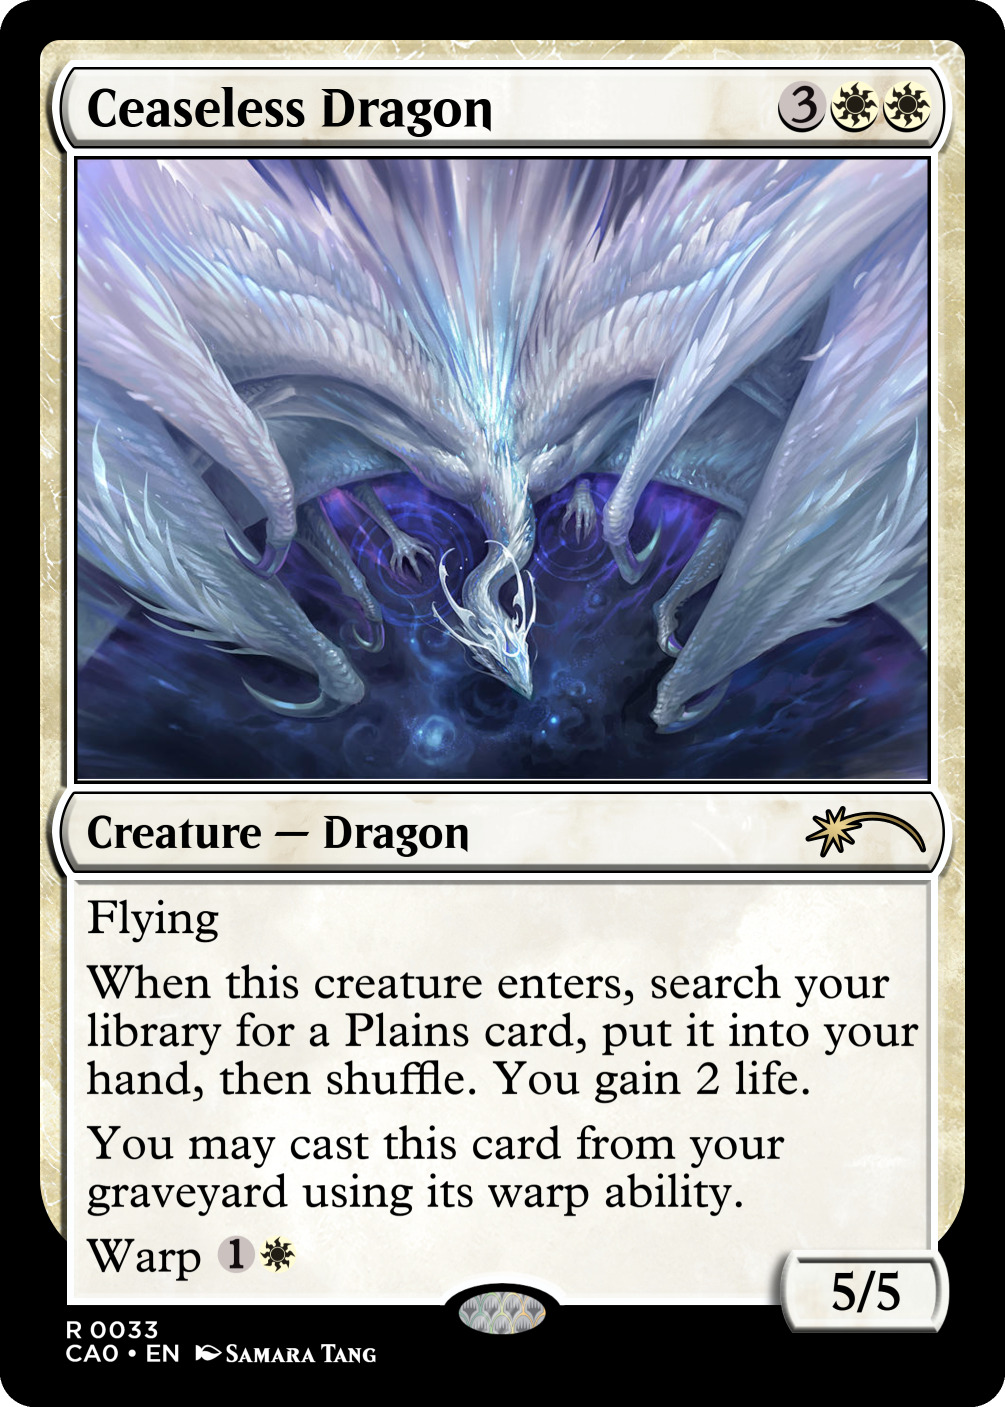 Ceaseless Dragon 3
Creature — Dragon
Flying
When this creature enters, search your
library for a Plains card, put it into your
hand, then shuffle. You gain 2 life.
You may cast this card from your
graveyard using its warp ability.
Warp 1
5/5
R 0033
CAO • EN SAMARA TANG